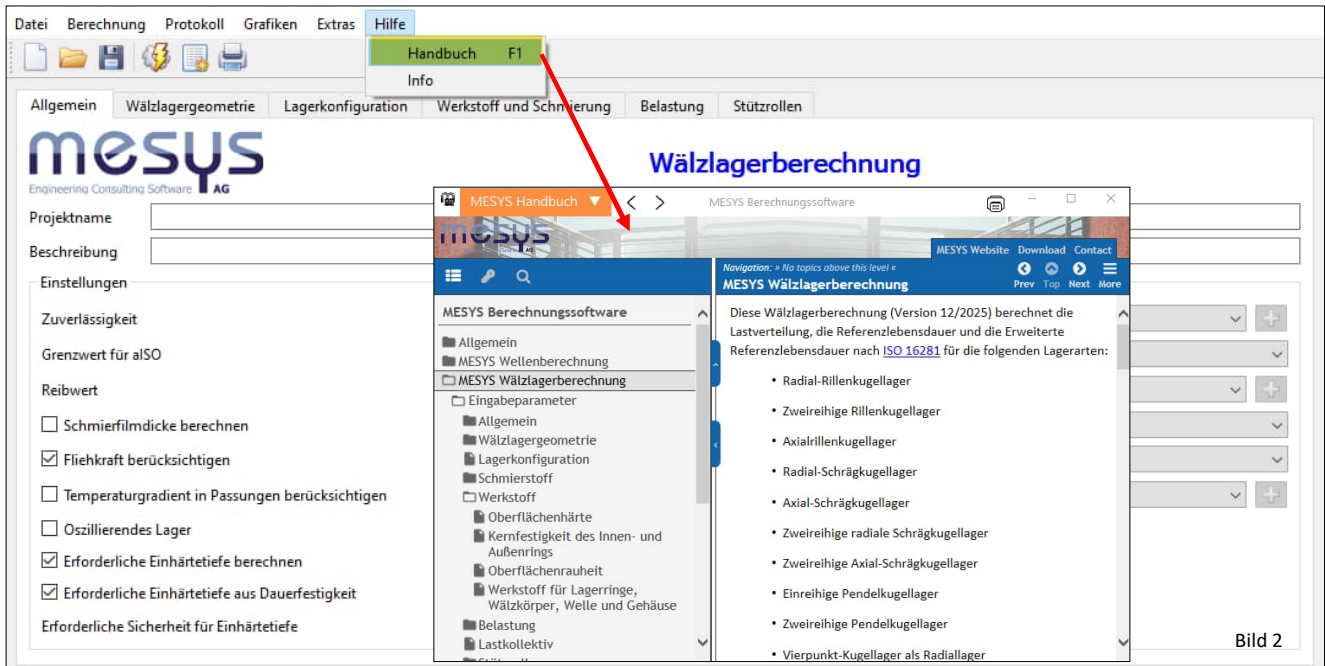 Datei Berechnung Protokoll Grafiken Extras Hilfe
Handbuch F1
Info
Allgemein Wälzlagergeometrie Lagerkonfiguration Werkstoff und Schmierung Belastung Stützrollen
mesys
Engineering Consulting Software AG
Wälzlagerberechnung
Projektname
Beschreibung
Einstellungen
Zuverlässigkeit
Grenzwert für aISO
Reibwert
Schmierfilmdicke berechnen
Fliehkraft berücksichtigen
Temperaturgradient in Passungen berücksichtigen
Oszillierendes Lager
Erforderliche Einhärtetiefe berechnen
Erforderliche Einhärtetiefe aus Dauerfestigkeit
Erforderliche Sicherheit für Einhärtetiefe
MESYS Handbuch MESYS Berechnungssoftware
mesys
MESYS Website Download Contact
Navigation: » No topics above this level «
MESYS Wälzlagerberechnung
Prev Top Next More
MESYS Berechnungssoftware
Allgemein
MESYS Wellenberechnung
MESYS Wälzlagerberechnung
Eingabeparameter
Allgemein
Wälzlagergeometrie
Lagerkonfiguration
Schmierstoff
Werkstoff
Oberflächenhärte
Kernfestigkeit des Innen- und
Außenrings
Oberflächenrauheit
Werkstoff für Lagerringe,
Wälzkörper, Welle und Gehäuse
Belastung
Lastkollektiv
Diese Wälzlagerberechnung (Version 12/2025) berechnet die
Lastverteilung, die Referenzlebensdauer und die Erweiterte
Referenzlebensdauer nach ISO 16281 für die folgenden Lagerarten:
• Radial-Rillenkugellager
• Zweireihige Rillenkugellager
• Axialrillenkugellager
• Radial-Schrägkugellager
• Axial-Schrägkugellager
• Zweireihige radiale Schrägkugellager
• Zweireihige Axial-Schrägkugellager
• Einreihige Pendelkugellager
• Zweireihige Pendelkugellager
• Vierpunkt-Kugellager als Radiallager
Bild 2